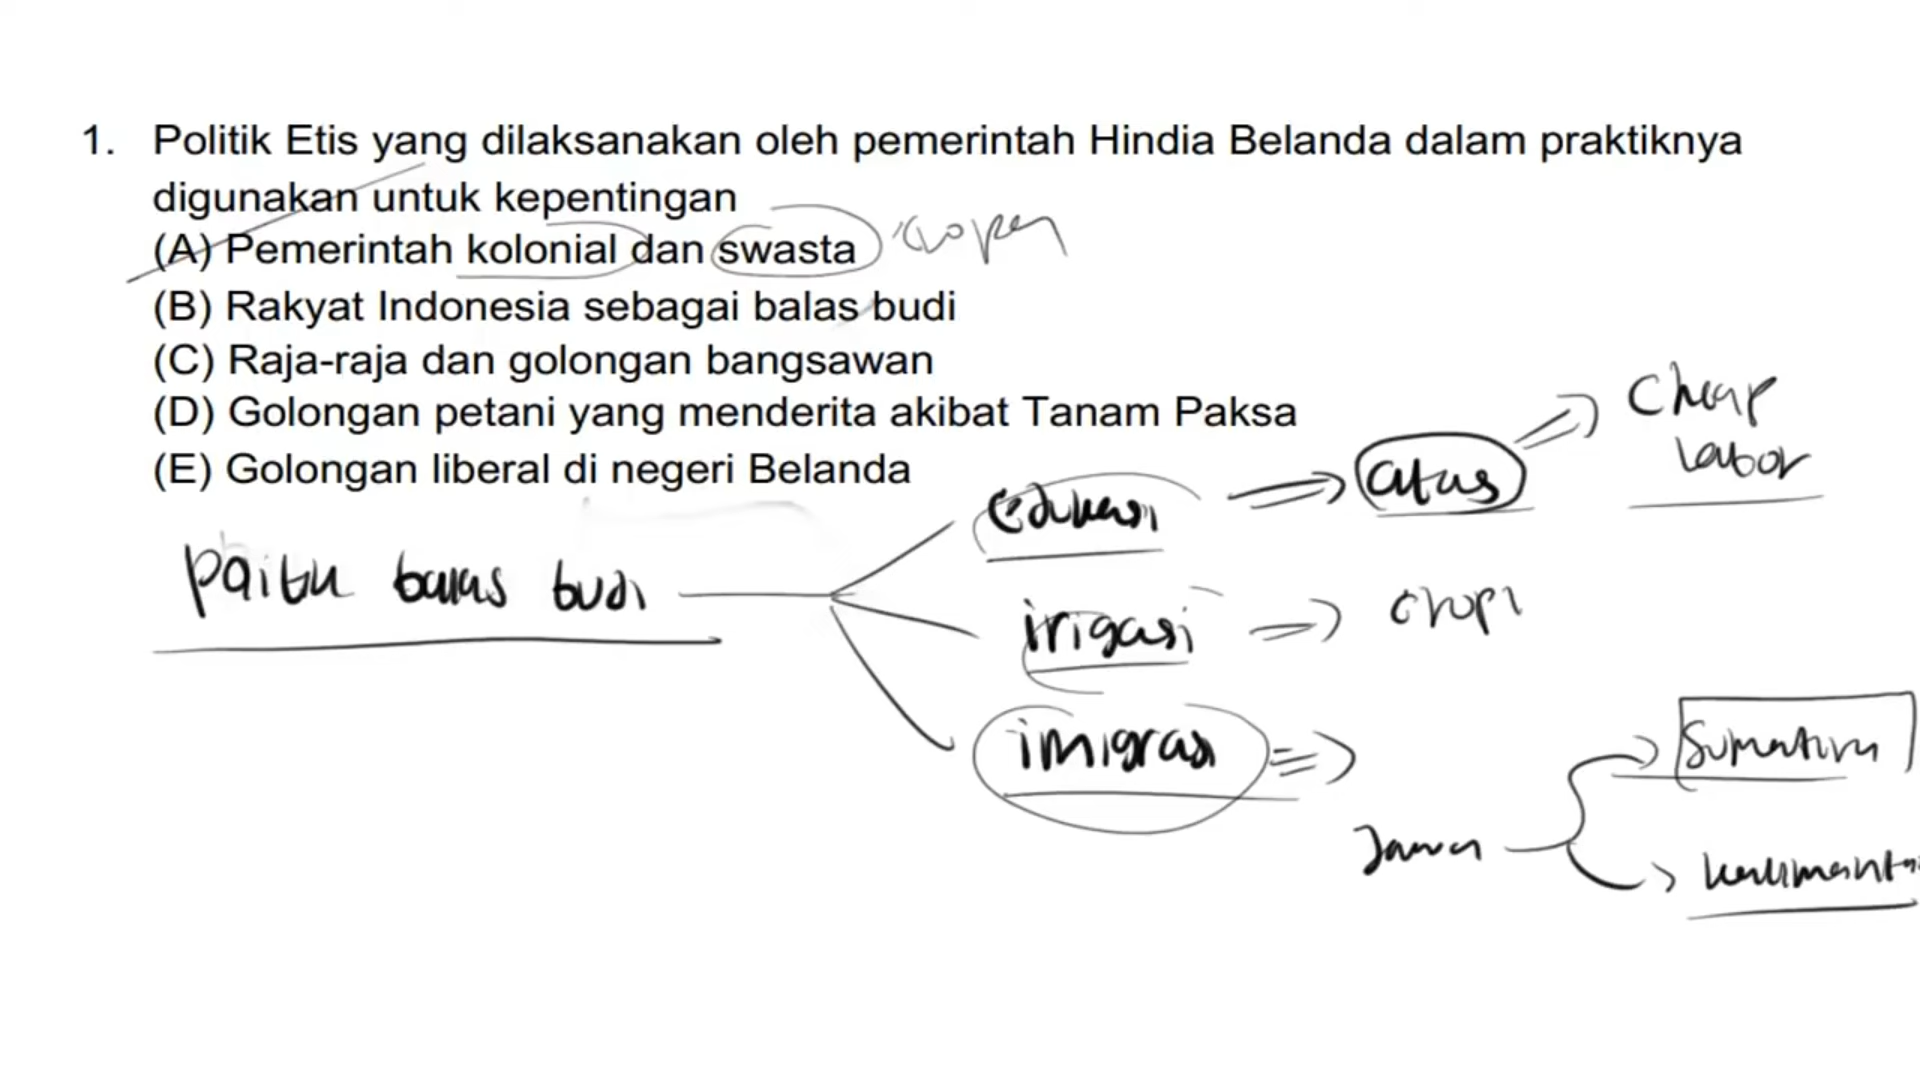 1. Politik Etis yang dilaksanakan oleh pemerintah Hindia Belanda dalam praktiknya
digunakan untuk kepentingan
(A) Pemerintah kolonial dan swasta
(B) Rakyat Indonesia sebagai balas budi
(C) Raja-raja dan golongan bangsawan
(D) Golongan petani yang menderita akibat Tanam Paksa
(E) Golongan liberal di negeri Belanda
balas budi
edukasi
atas
cheap
labor
irigasi
imigrasi
Jawa
Sumatra